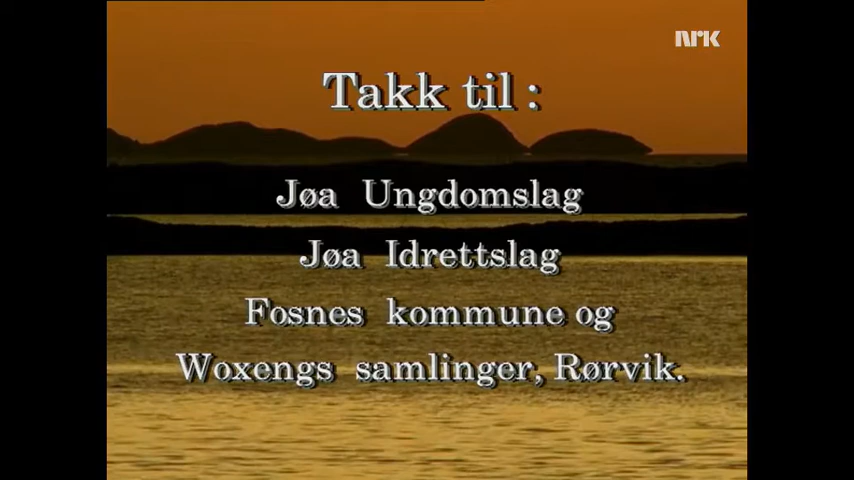 NRK
Takk til :
Jøa Ungdomslag
Jøa Idrettslag
Fosnes kommune og
Woxengs samlinger, Rørvik.